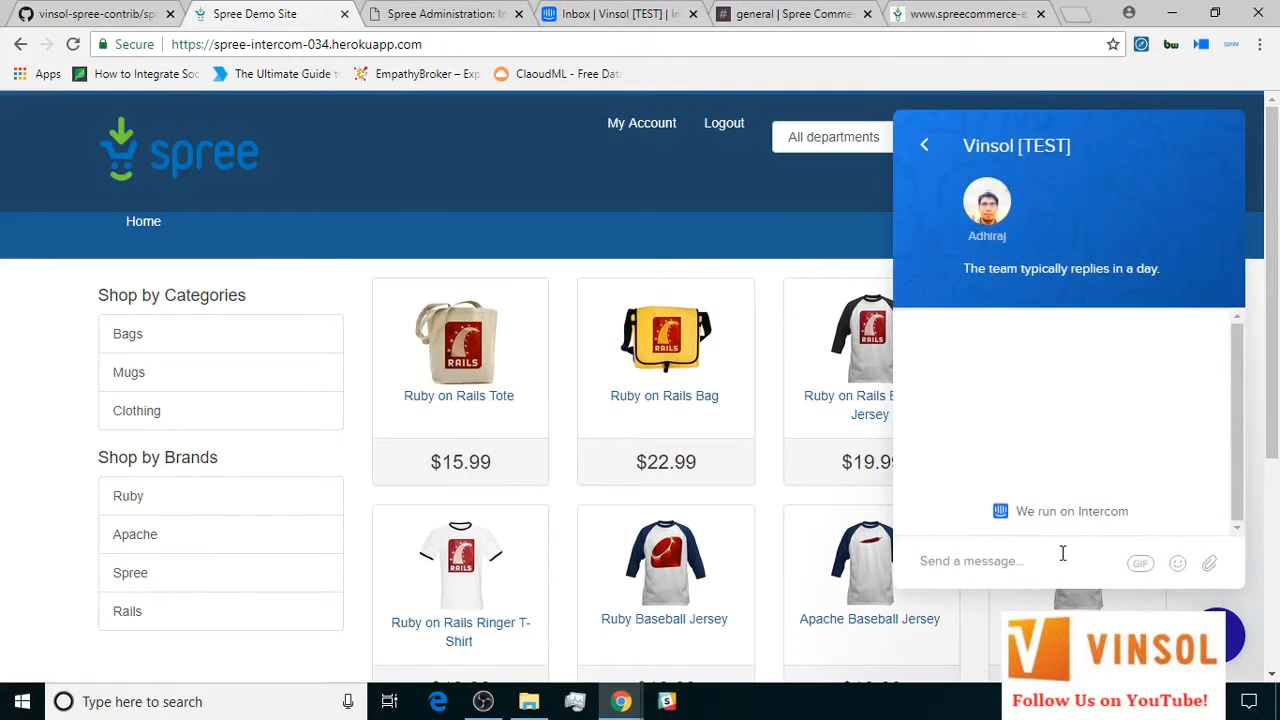 vinsol-spree-contrib/sp
Spree Demo Site
Spree Administration: In
Inbox | Vinsol [TEST] | In
general | Spree Comme
www.spreecommerce-e
Secure
https://spree-intercom-034.herokuapp.com
bw
Apps
How to Integrate Soc
The Ultimate Guide t
EmpathyBroker – Exp
ClaoudML - Free Data
spree
My Account
Logout
All departments
Home
Vinsol [TEST]
Adhiraj
The team typically replies in a day.
Shop by Categories
Bags
Mugs
Clothing
Shop by Brands
Ruby
Apache
Spree
Rails
RAILS
Ruby on Rails Tote
$15.99
RAILS
Ruby on Rails Bag
$22.99
RAILS
Ruby on Rails B
Jersey
$19.9
RAILS
Ruby on Rails Ringer T-
Shirt
Ruby Baseball Jersey
Apache Baseball Jersey
We run on Intercom
Send a message...
GIF
VINSOL
Follow Us on YouTube!
Type here to search